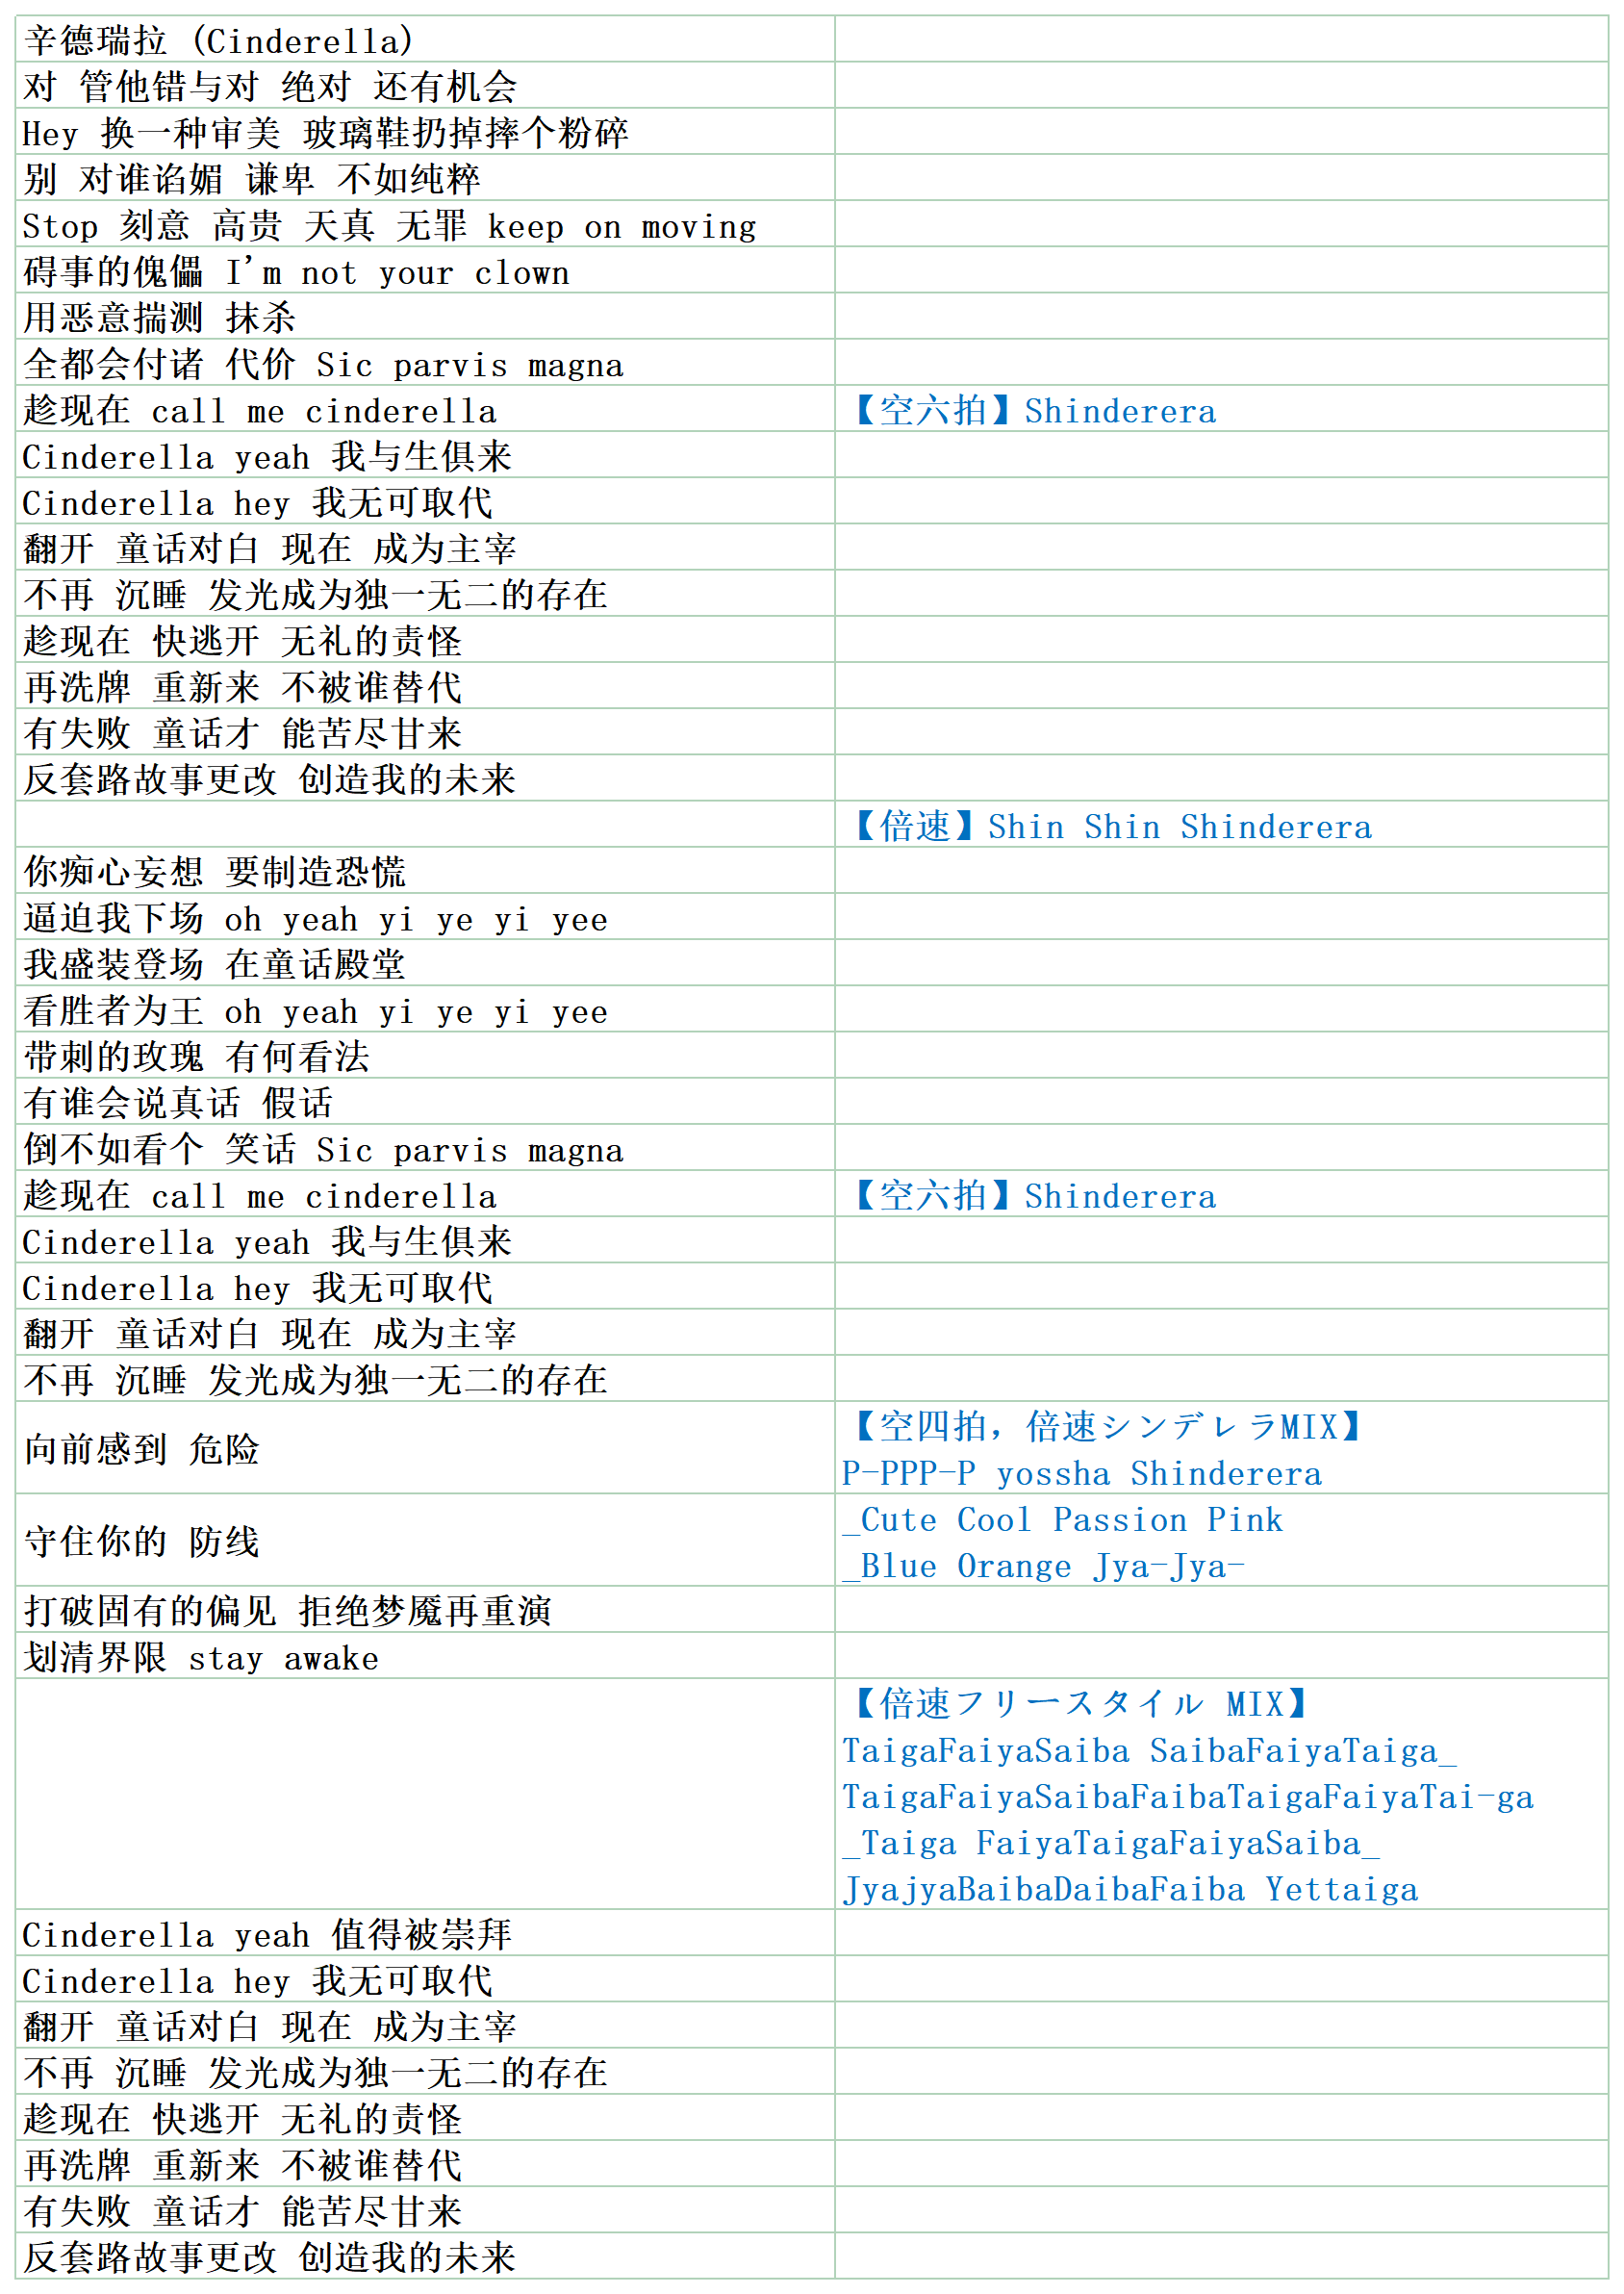 辛德瑞拉 (Cinderella)
对 管他错与对 绝对 还有机会
Hey 换一种审美 玻璃鞋扔掉摔个粉碎
别 对谁谄媚 谦卑 不如纯粹
Stop 刻意 高贵 天真 无罪 keep on moving
碍事的傀儡 I'm not your clown
用恶意揣测 抹杀
全都会付诸 代价 Sic parvis magna
趁现在 call me cinderella 【空六拍】Shinderera
Cinderella yeah 我与生俱来
Cinderella hey 我无可取代
翻开 童话对白 现在 成为主宰
不再 沉睡 发光成为独一无二的存在
趁现在 快逃开 无礼的责怪
再洗牌 重新来 不被谁替代
有失败 童话才 能苦尽甘来
反套路故事更改 创造我的未来
【倍速】Shin Shin Shinderera
你痴心妄想 要制造恐慌
逼迫我下场 oh yeah yi ye yi yee
我盛装登场 在童话殿堂
看胜者为王 oh yeah yi ye yi yee
带刺的玫瑰 有何看法
有谁会说真话 假话
倒不如看个 笑话 Sic parvis magna
趁现在 call me cinderella 【空六拍】Shinderera
Cinderella yeah 我与生俱来
Cinderella hey 我无可取代
翻开 童话对白 现在 成为主宰
不再 沉睡 发光成为独一无二的存在
向前感到 危险
【空四拍，倍速シンデレラMIX】
P-PPP-P yossha Shinderera
守住你的 防线
_Cute Cool Passion Pink
_Blue Orange Jya-Jya-
打破固有的偏见 拒绝梦魇再重演
划清界限 stay awake
【倍速フリースタイル MIX】
TaigaFaiyaSaiba SaibaFaiyaTaiga_
TaigaFaiyaSaibaFaibaTaigaFaiyaTai-ga
_Taiga FaiyaTaigaFaiyaSaiba_
JyajyaBaibaDaibaFaiba Yettaiga
Cinderella yeah 值得被崇拜
Cinderella hey 我无可取代
翻开 童话对白 现在 成为主宰
不再 沉睡 发光成为独一无二的存在
趁现在 快逃开 无礼的责怪
再洗牌 重新来 不被谁替代
有失败 童话才 能苦尽甘来
反套路故事更改 创造我的未来